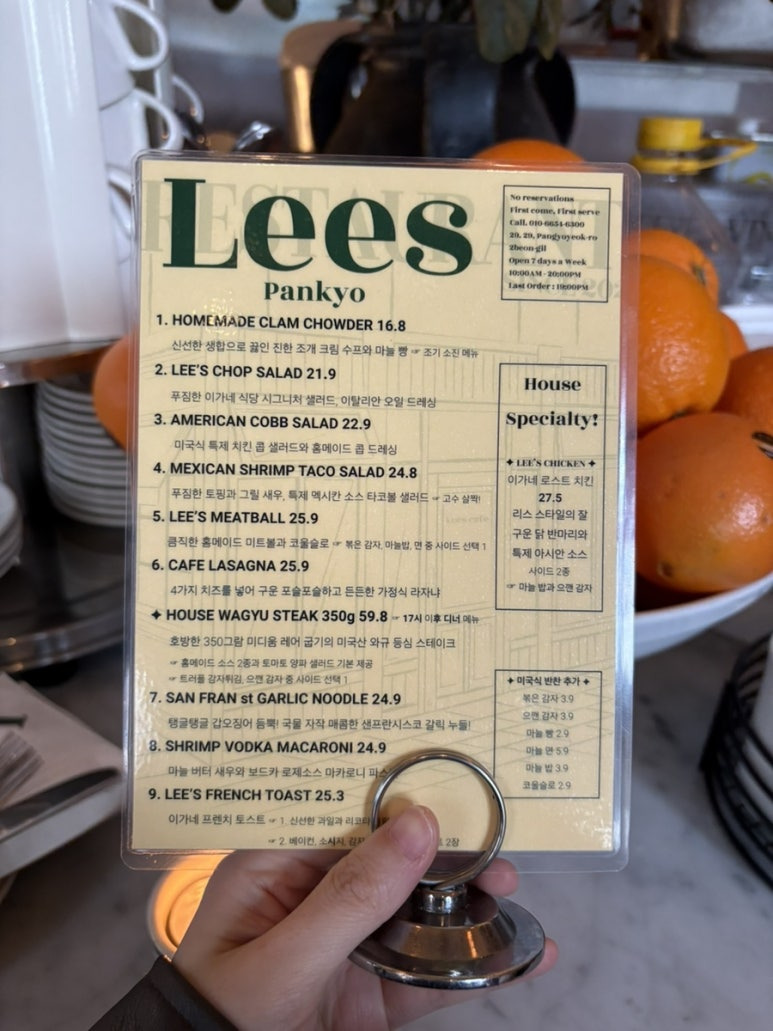 Lees
Pankyo
No reservations
First come, First serve
Call. 010-6654-6300
29, 29, Pangyoyeok-ro
2beon-gil
Open 7 days a Week
10:00AM - 20:00PM
Last Order : 19:00PM
1. HOMEMADE CLAM CHOWDER 16.8
신선한 생합으로 끓인 진한 조개 크림 수프와 마늘 빵 ☞ 조기 소진 메뉴
2. LEE'S CHOP SALAD 21.9
푸짐한 이가네 식당 시그니처 샐러드, 이탈리안 오일 드레싱
3. AMERICAN COBB SALAD 22.9
미국식 특제 치킨 콥 샐러드와 홈메이드 콥 드레싱
4. MEXICAN SHRIMP TACO SALAD 24.8
푸짐한 토핑과 그릴 새우, 특제 멕시칸 소스 타코볼 샐러드 ☞ 고수 살짝!
5. LEE'S MEATBALL 25.9
큼직한 홈메이드 미트볼과 코울슬로 ☞ 볶은 감자, 마늘밥, 면 중 사이드 선택 1
6. CAFE LASAGNA 25.9
4가지 치즈를 넣어 구운 포슬포슬하고 든든한 가정식 라자냐
✦ HOUSE WAGYU STEAK 350g 59.8 ☞ 17시 이후 디너 메뉴
호방한 350그람 미디움 레어 굽기의 미국산 와규 등심 스테이크
☞ 홈메이드 소스 2종과 토마토 양파 샐러드 기본 제공
☞ 트러플 감자튀김, 으깬 감자 중 사이드 선택 1
7. SAN FRAN st GARLIC NOODLE 24.9
탱글탱글 갑오징어 듬뿍! 국물 자작 매콤한 샌프란시스코 갈릭 누들!
8. SHRIMP VODKA MACARONI 24.9
마늘 버터 새우와 보드카 로제소스 마카로니
9. LEE'S FRENCH TOAST 25.3
이가네 프렌치 토스트 ☞ 1. 신선한 과일과
☞ 2. 베이컨, 소시지, 2장
House
Specialty!
✦ LEE'S CHICKEN ✦
이가네 로스트 치킨
27.5
리스 스타일의 잘
구운 닭 반마리와
특제 아시안 소스
사이드 2종
☞ 마늘 밥과 으깬 감자
✦ 미국식 반찬 추가 ✦
볶은 감자 3.9
으깬 감자 3.9
마늘 빵 2.9
마늘 면 5.9
마늘 밥 3.9
코울슬로 2.9